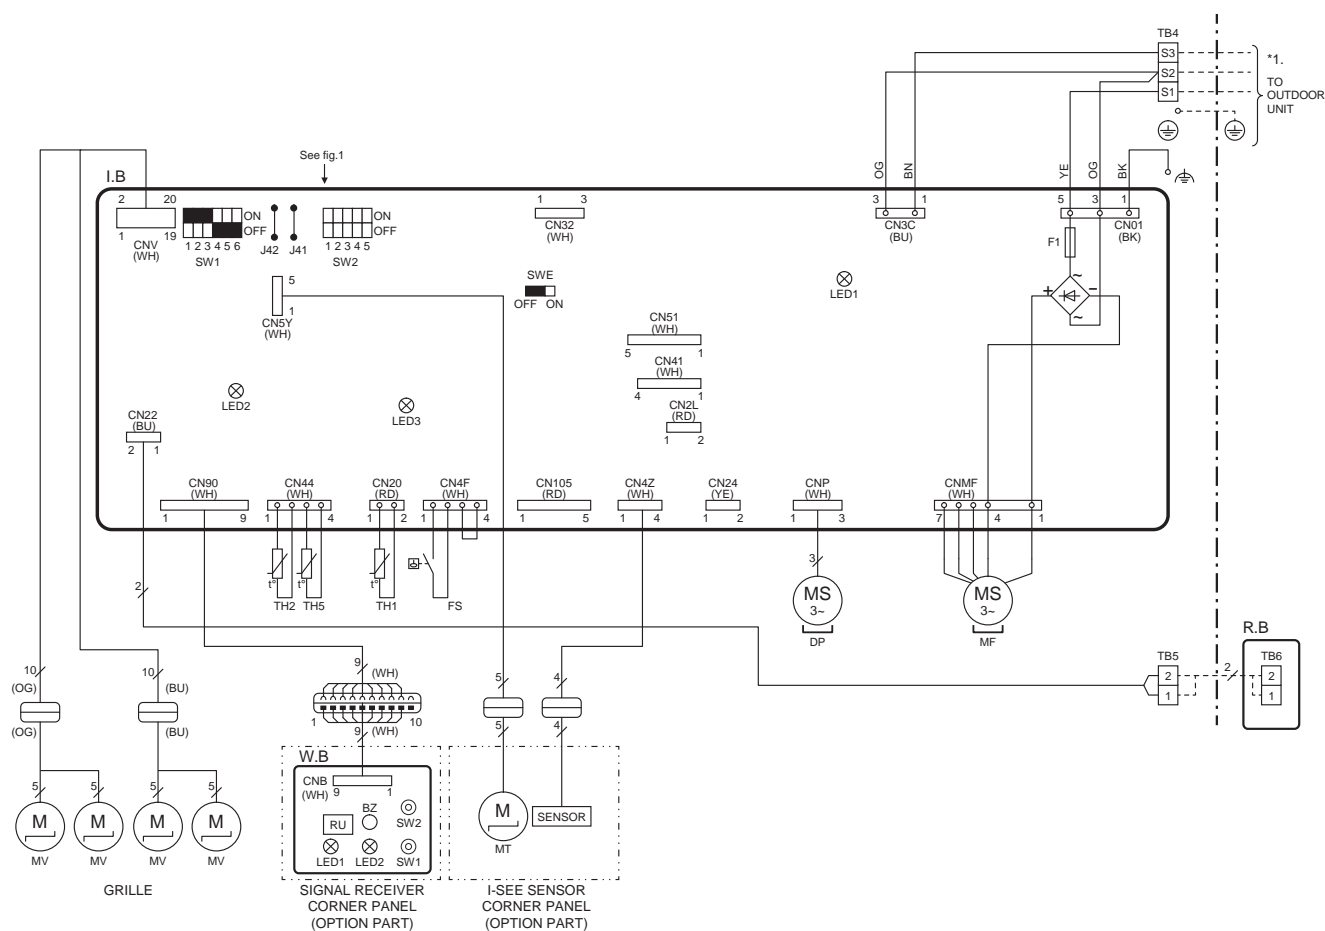 TB4
S3
*1.
S2
TO
OUTDOOR
UNIT
S1
See fig.1
OG
BN
YE
OG
BK
I.B
2 20
ON
OFF
1 19
CNV
(WH)
1 2 3 4 5 6
SW1
J42 J41
ON
OFF
1 2 3 4 5
SW2
1 3
CN32
(WH)
3 1
CN3C
(BU)
5 3 1
CN01
(BK)
F1
~
+ −
~
5
1
CN5Y
(WH)
SWE
OFF ON
LED1
CN51
(WH)
5 1
CN41
(WH)
4 1
CN2L
(RD)
1 2
LED2
LED3
CN22
(BU)
2 1
CN90
(WH)
1 9
CN44
(WH)
1 4
CN20
(RD)
1 2
CN4F
(WH)
1 4
CN105
(RD)
1 5
CN4Z
(WH)
1 4
CN24
(YE)
1 2
CNP
(WH)
1 3
CNMF
(WH)
7 4 1
2
t° t° t°
TH2 TH5 TH1 FS
3
MS
3~
DP
MS
3~
MF
R.B
TB5
2
1
2
TB6
2
1
10
(OG)
(OG)
10
(BU)
(BU)
9
(WH)
1 10
9
(WH)
5
5
4
4
5 5 5 5
M M M M
MV MV MV MV
GRILLE
W.B
CNB
(WH)
9 1
BZ
RU
SW2
LED1 LED2 SW1
SIGNAL RECEIVER
CORNER PANEL
(OPTION PART)
M
MT
SENSOR
I-SEE SENSOR
CORNER PANEL
(OPTION PART)